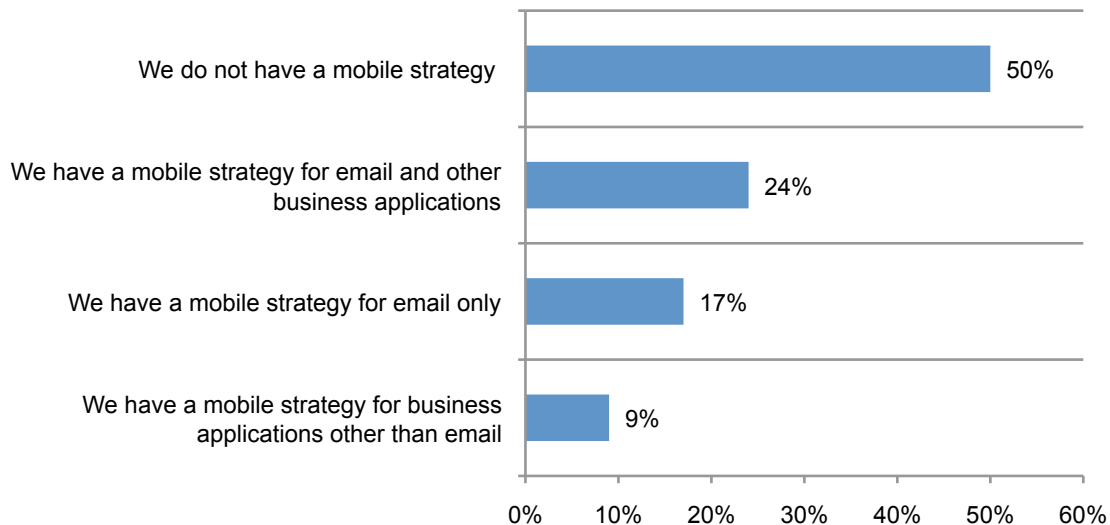 We do not have a mobile strategy
50%
We have a mobile strategy for email and other
business applications
24%
We have a mobile strategy for email only
17%
We have a mobile strategy for business
applications other than email
9%
0% 10% 20% 30% 40% 50% 60%